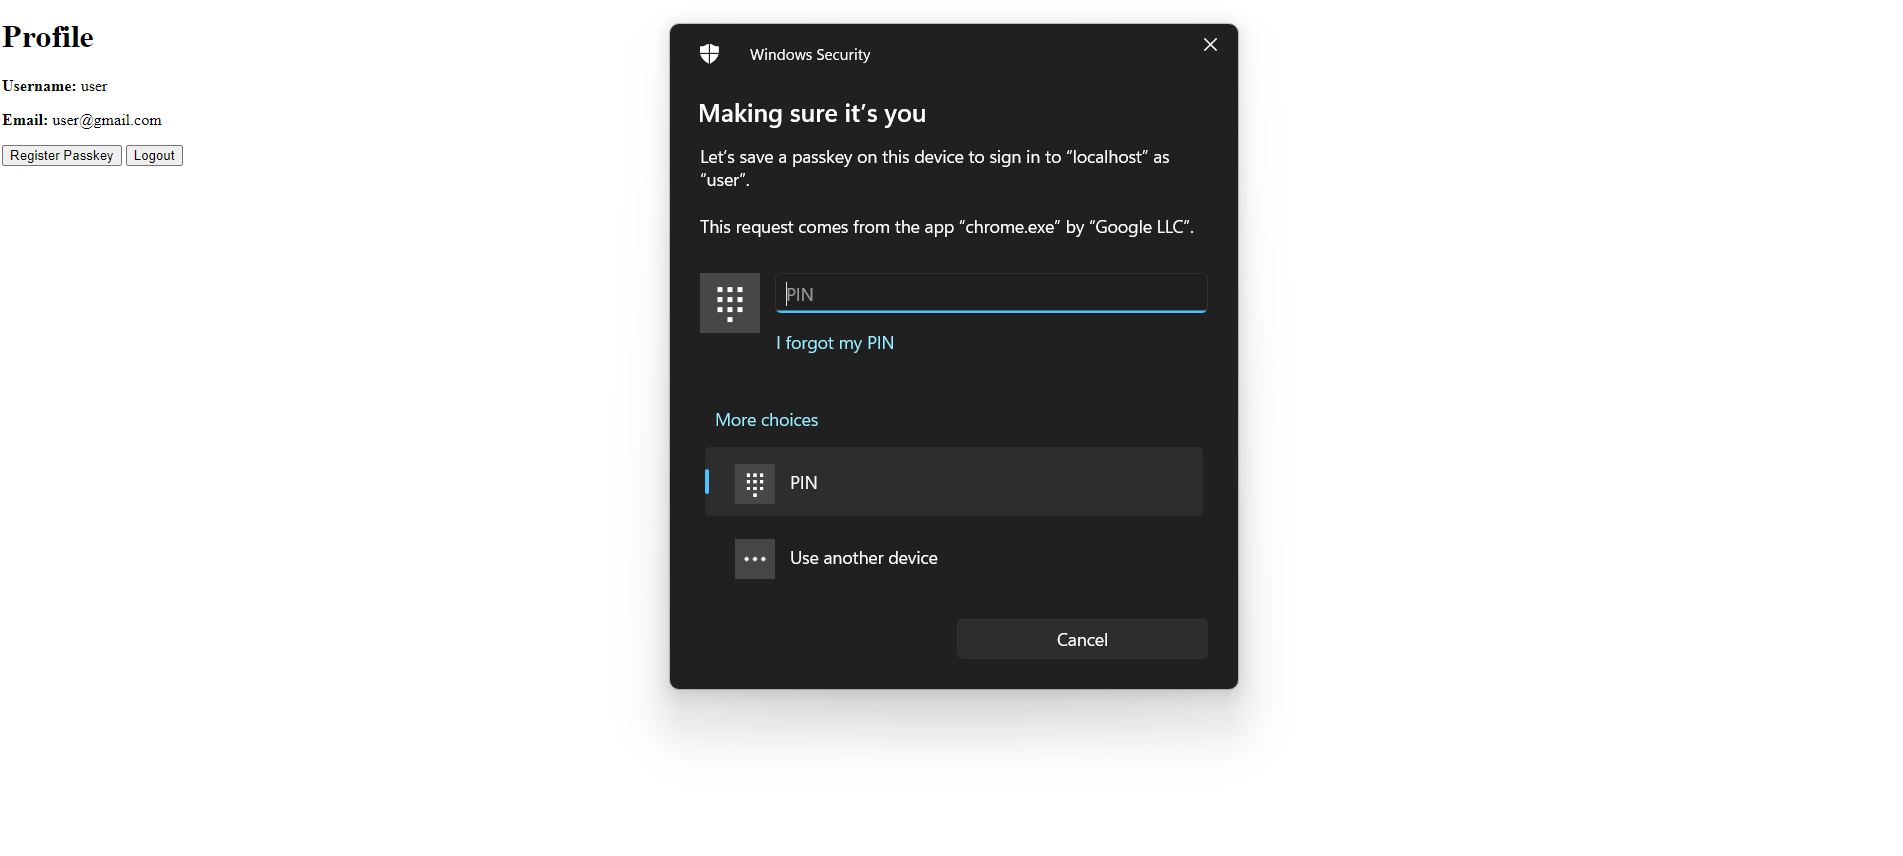 Profile
Username: user
Email: user@gmail.com
Register Passkey Logout
Windows Security
Making sure it’s you
Let’s save a passkey on this device to sign in to “localhost” as
“user”.
This request comes from the app “chrome.exe” by “Google LLC”.
PIN
I forgot my PIN
More choices
PIN
Use another device
Cancel